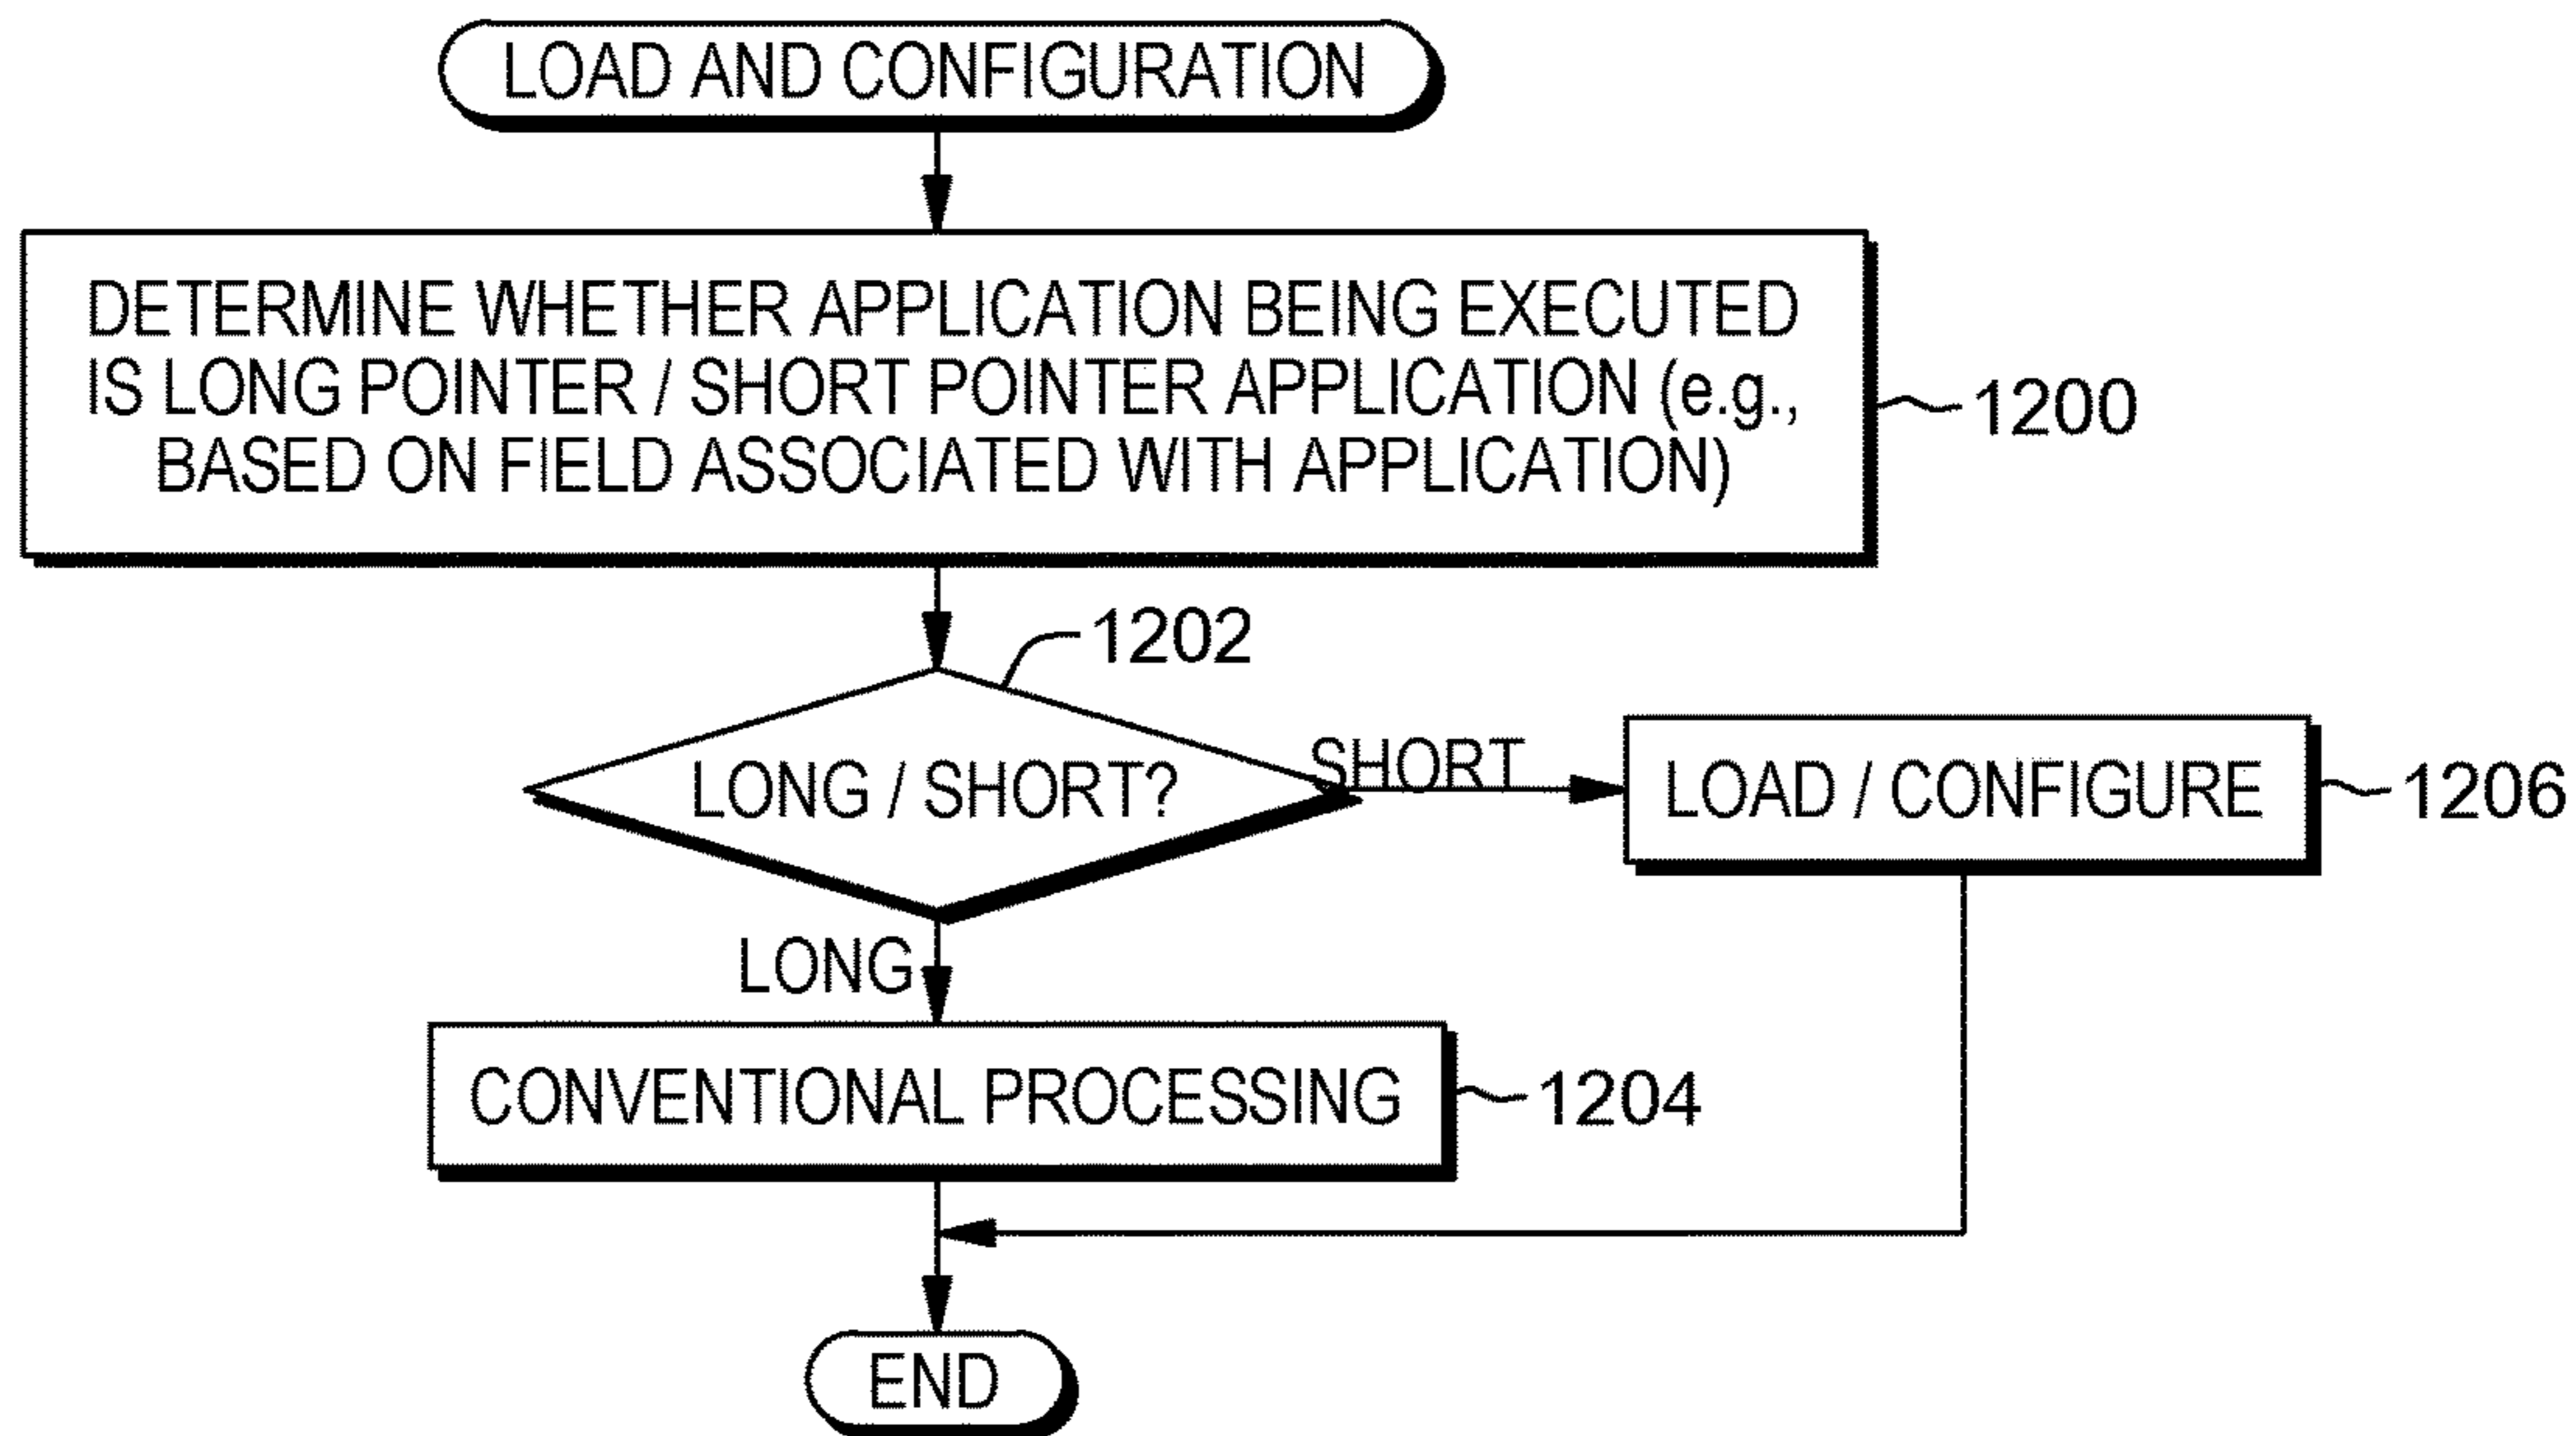 LOAD AND CONFIGURATION
DETERMINE WHETHER APPLICATION BEING EXECUTED
IS LONG POINTER / SHORT POINTER APPLICATION (e.g.,
BASED ON FIELD ASSOCIATED WITH APPLICATION)
1200
1202
LONG / SHORT?
SHORT
LOAD / CONFIGURE
1206
LONG
CONVENTIONAL PROCESSING
1204
END